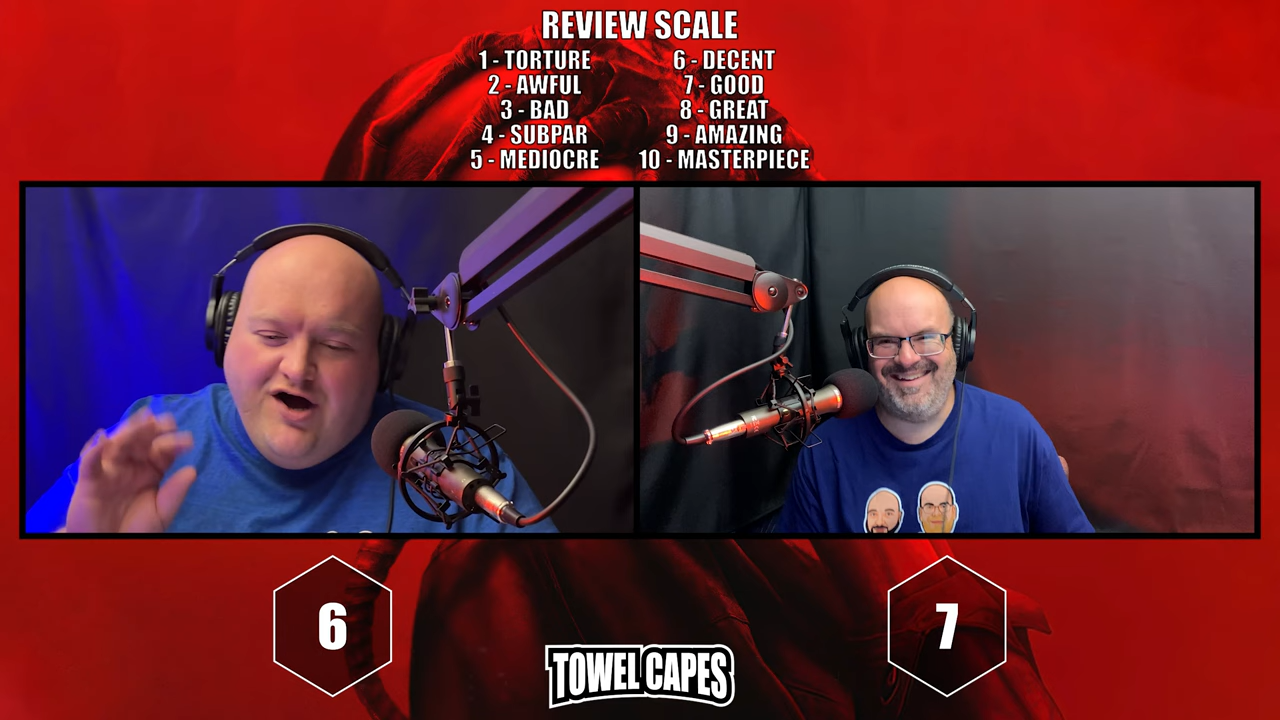 REVIEW SCALE
1 - TORTURE
2 - AWFUL
3 - BAD
4 - SUBPAR
5 - MEDIOCRE
6 - DECENT
7 - GOOD
8 - GREAT
9 - AMAZING
10 - MASTERPIECE
6
7
TOWEL CAPES